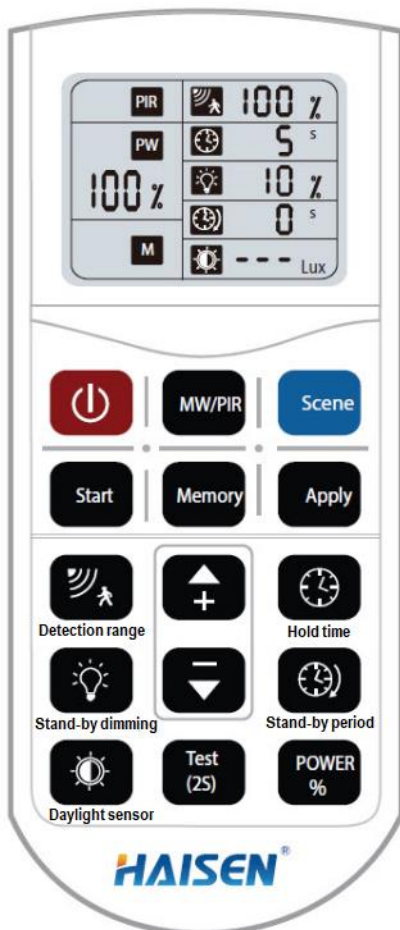 PIR 100 %
PW 5 s
100 % 10 %
0 s
M --- Lux
MW/PIR Scene
Start Memory Apply
+
Detection range Hold time
−
Stand-by dimming Stand-by period
Test
(2S)
POWER
%
Daylight sensor
HAISEN®